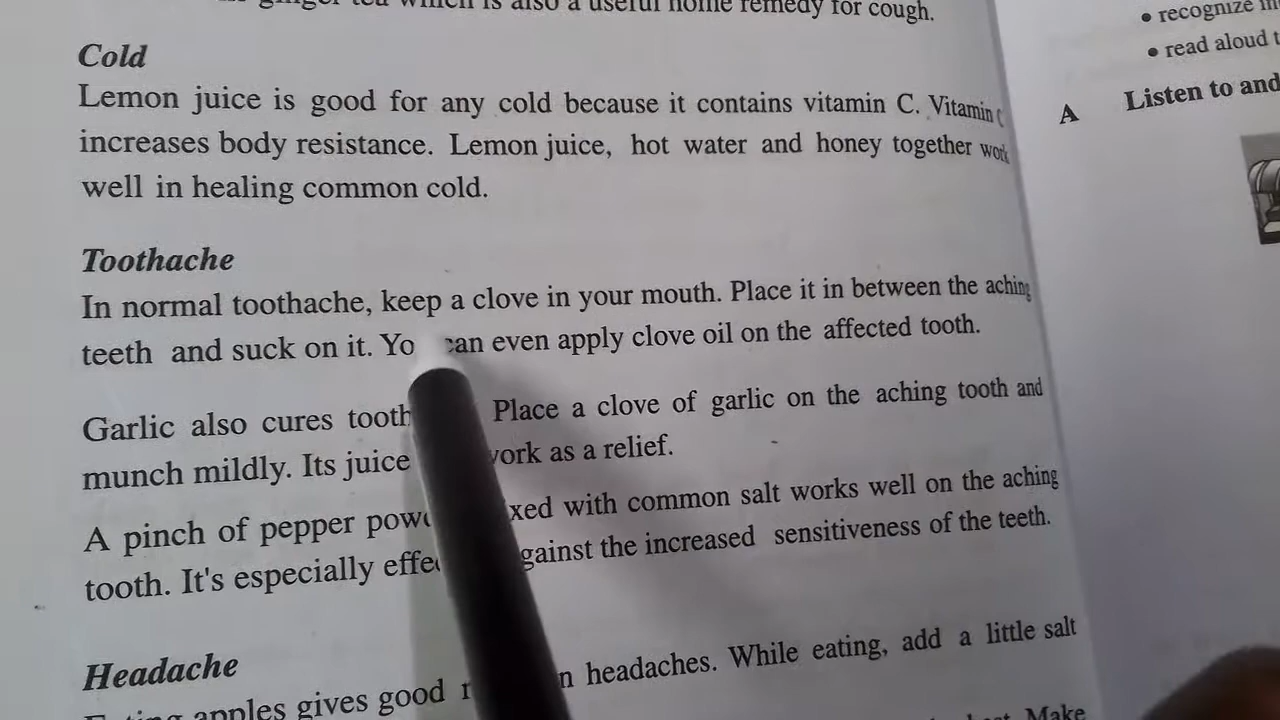 ginger tea which is also a useful home remedy for cough.
Cold
Lemon juice is good for any cold because it contains vitamin C. Vitamin C
increases body resistance. Lemon juice, hot water and honey together work
well in healing common cold.
Toothache
In normal toothache, keep a clove in your mouth. Place it in between the aching
teeth and suck on it. Yo can even apply clove oil on the affected tooth.
Garlic also cures tooth Place a clove of garlic on the aching tooth and
munch mildly. Its juice work as a relief.
A pinch of pepper powd xed with common salt works well on the aching
tooth. It's especially effec against the increased sensitiveness of the teeth.
Headache
Eating apples gives good n headaches. While eating, add a little salt
Make
• recognize
• read aloud t
A Listen to and